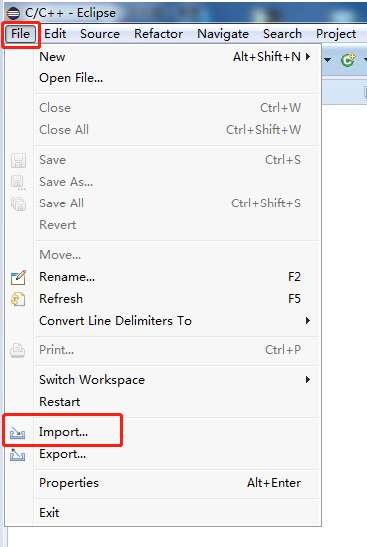 C/C++ - Eclipse
File Edit Source Refactor Navigate Search Project
New Alt+Shift+N
Open File...
Close Ctrl+W
Close All Ctrl+Shift+W
Save Ctrl+S
Save As...
Save All Ctrl+Shift+S
Revert
Move...
Rename... F2
Refresh F5
Convert Line Delimiters To
Print... Ctrl+P
Switch Workspace
Restart
Import...
Export...
Properties Alt+Enter
Exit